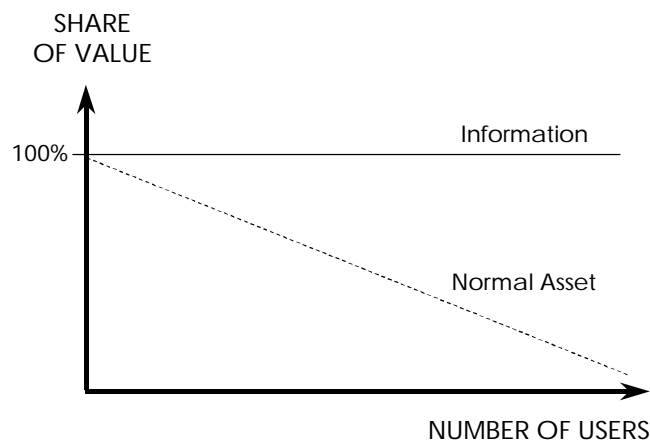 SHARE
OF VALUE
Information
100%
Normal Asset
NUMBER OF USERS